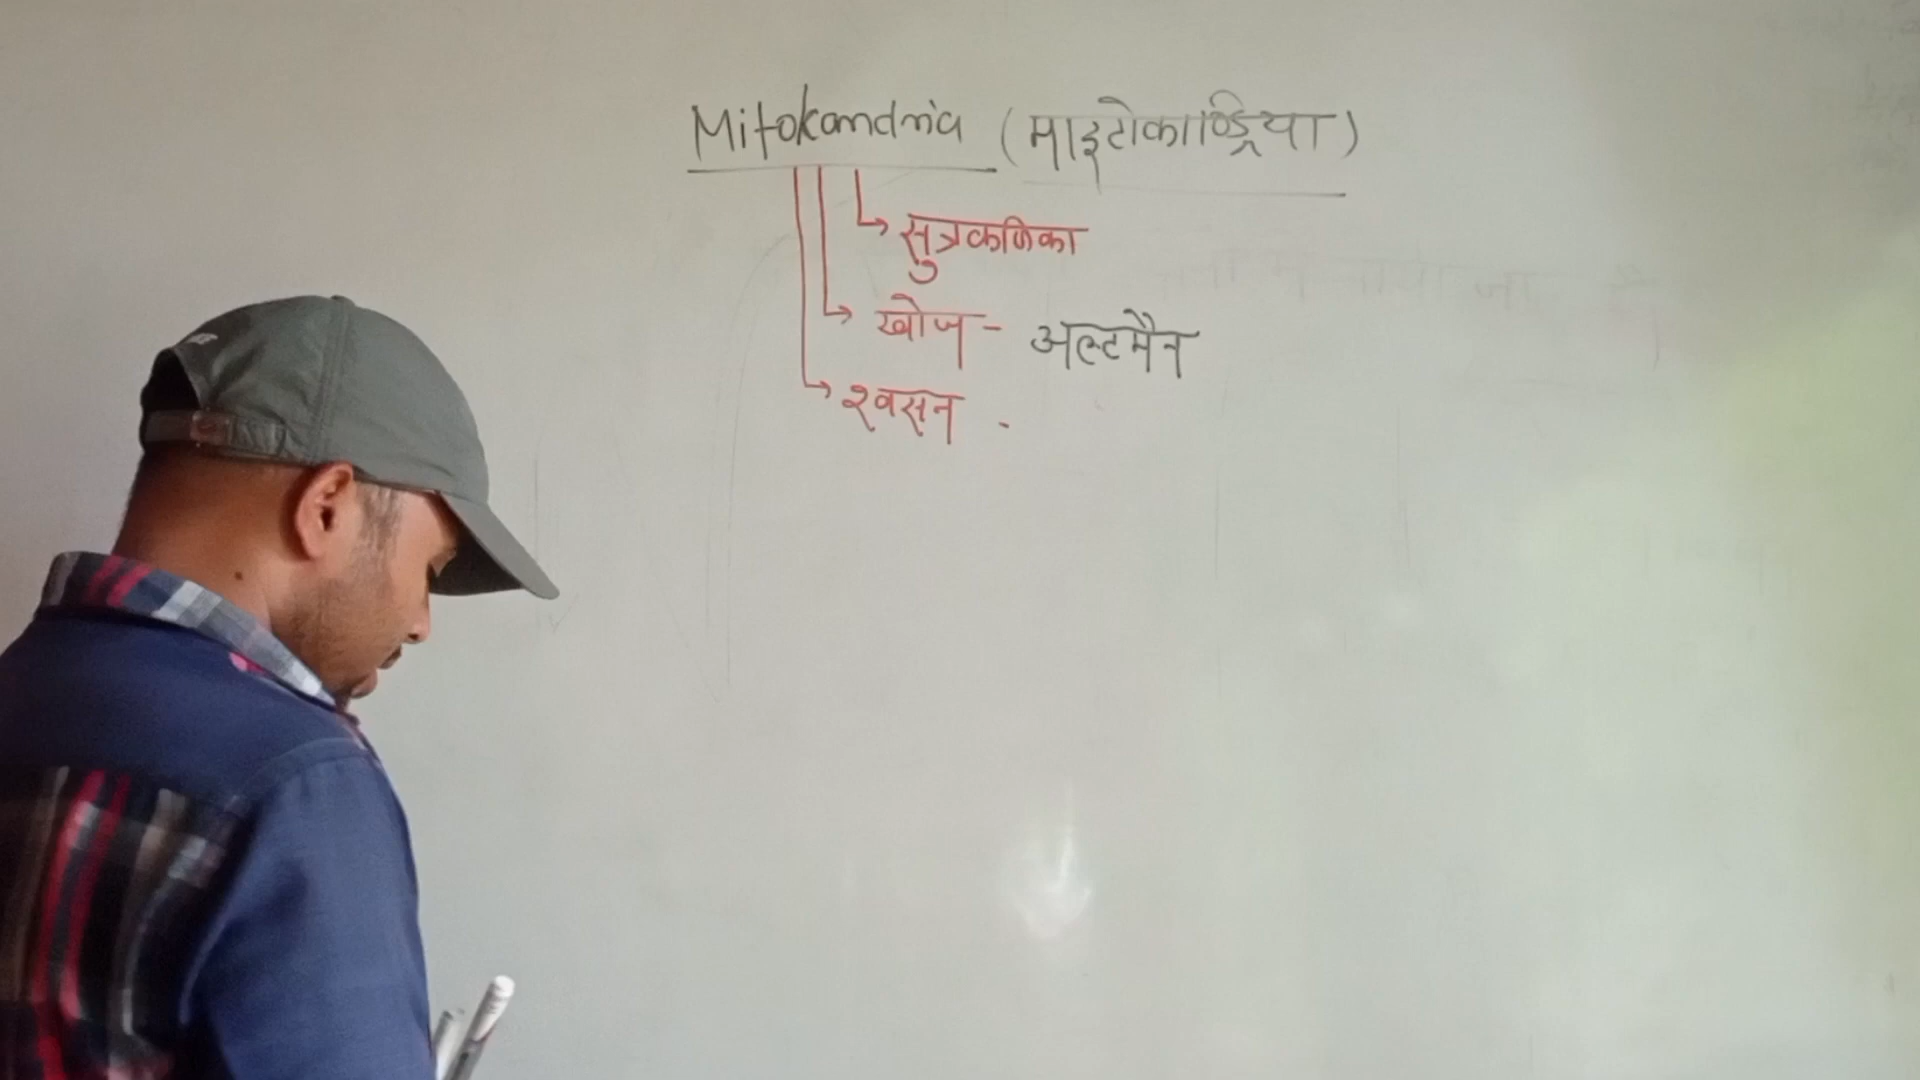 Mitokandria (माइटोकाण्ड्रिया)
सुत्रकणिका
खोज - अल्टमैन
श्वसन -